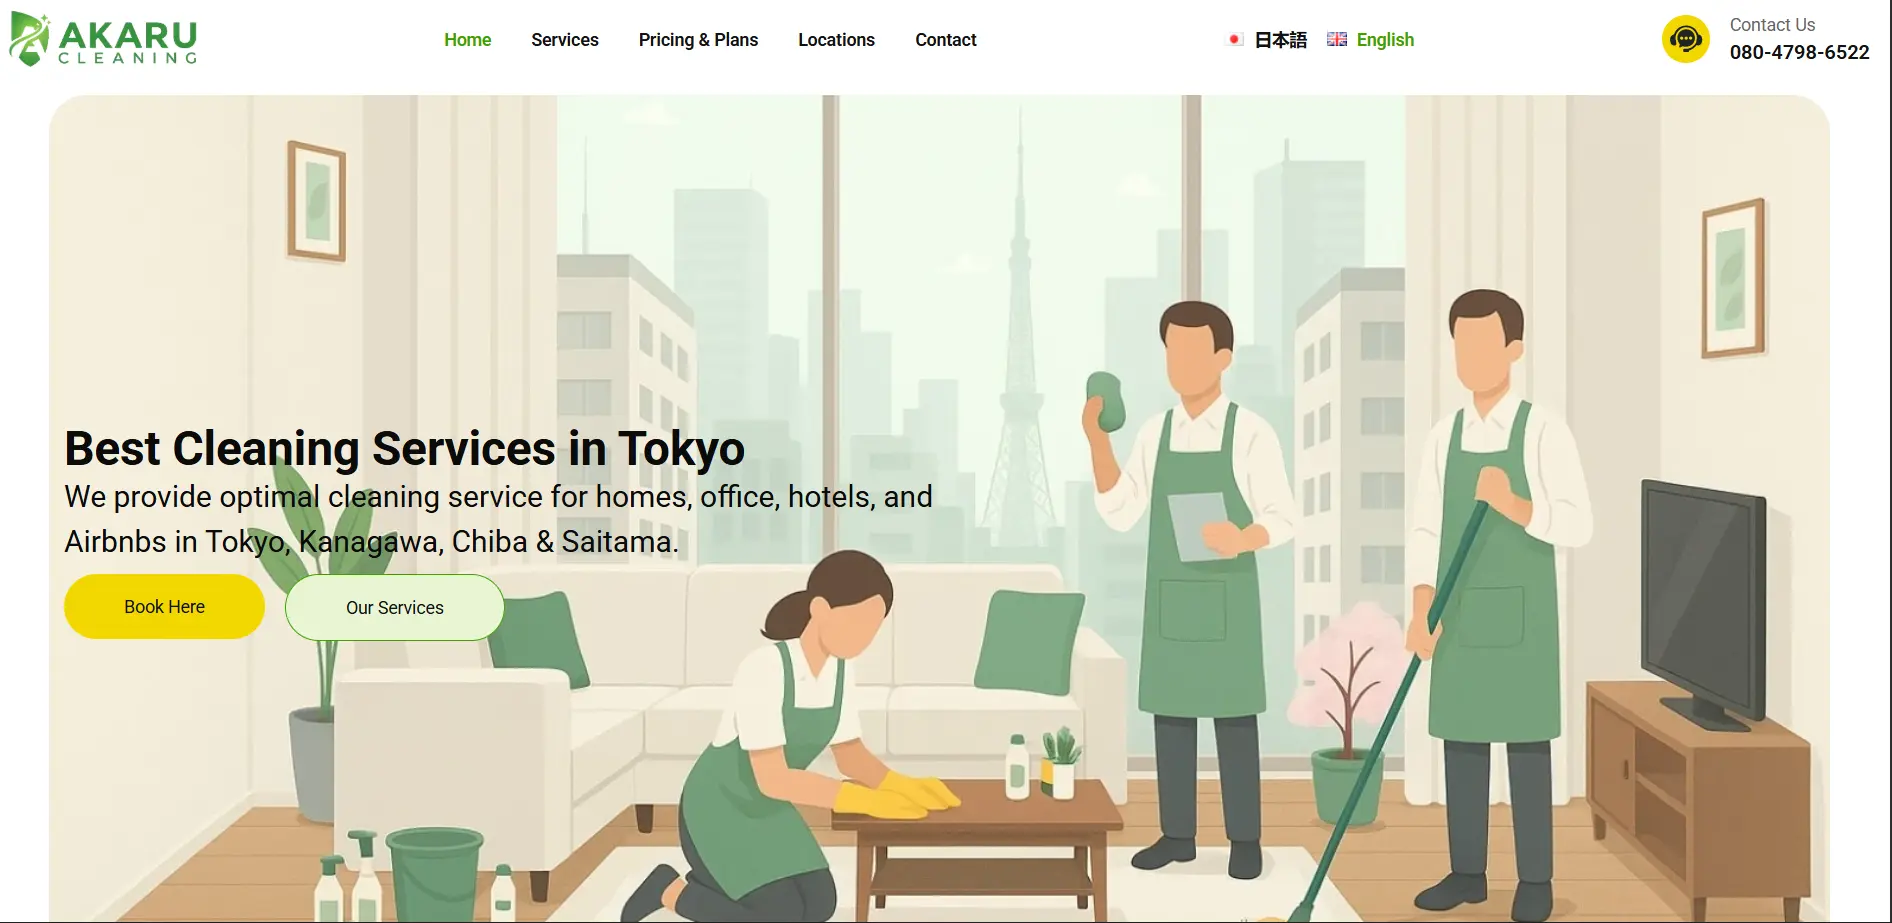 AKARU
CLEANING
Home
Services
Pricing & Plans
Locations
Contact
日本語
English
Contact Us
080-4798-6522
Best Cleaning Services in Tokyo
We provide optimal cleaning service for homes, office, hotels, and
Airbnbs in Tokyo, Kanagawa, Chiba & Saitama.
Book Here
Our Services